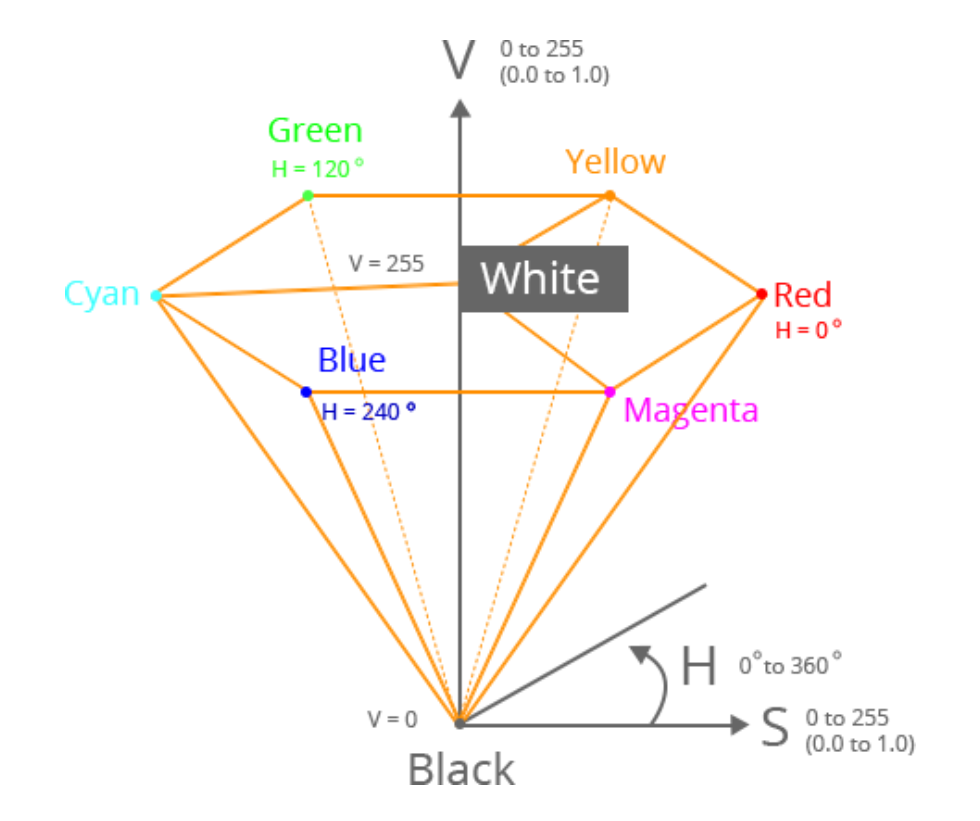 V
0 to 255
(0.0 to 1.0)
Green
H = 120 °
Yellow
V = 255
White
Cyan
Red
H = 0 °
Blue
H = 240 °
Magenta
H
0° to 360 °
V = 0
S
0 to 255
(0.0 to 1.0)
Black